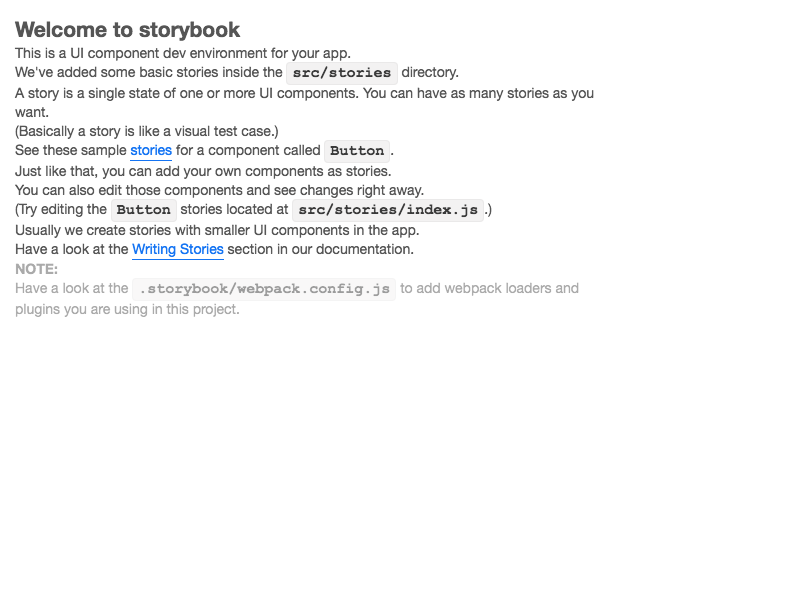 Welcome to storybook
This is a UI component dev environment for your app.
We've added some basic stories inside the src/stories directory.
A story is a single state of one or more UI components. You can have as many stories as you
want.
(Basically a story is like a visual test case.)
See these sample stories for a component called Button .
Just like that, you can add your own components as stories.
You can also edit those components and see changes right away.
(Try editing the Button stories located at src/stories/index.js .)
Usually we create stories with smaller UI components in the app.
Have a look at the Writing Stories section in our documentation.
NOTE:
Have a look at the .storybook/webpack.config.js to add webpack loaders and
plugins you are using in this project.